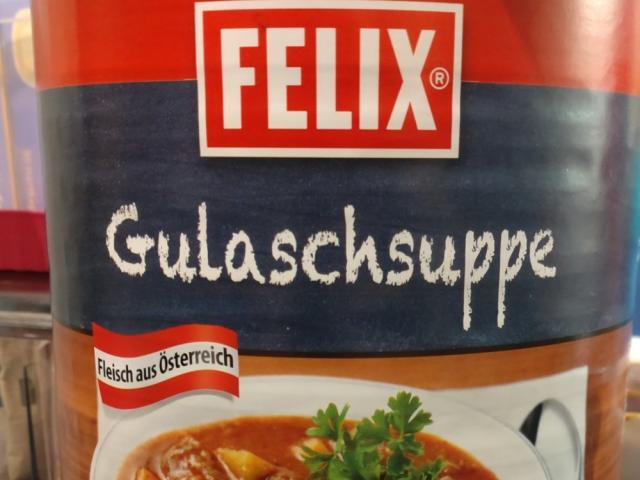 FELIX®
Gulaschsuppe
Fleisch aus Österreich